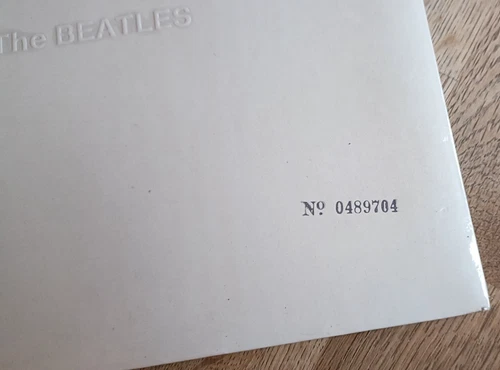 The BEATLES
Nº 0489704